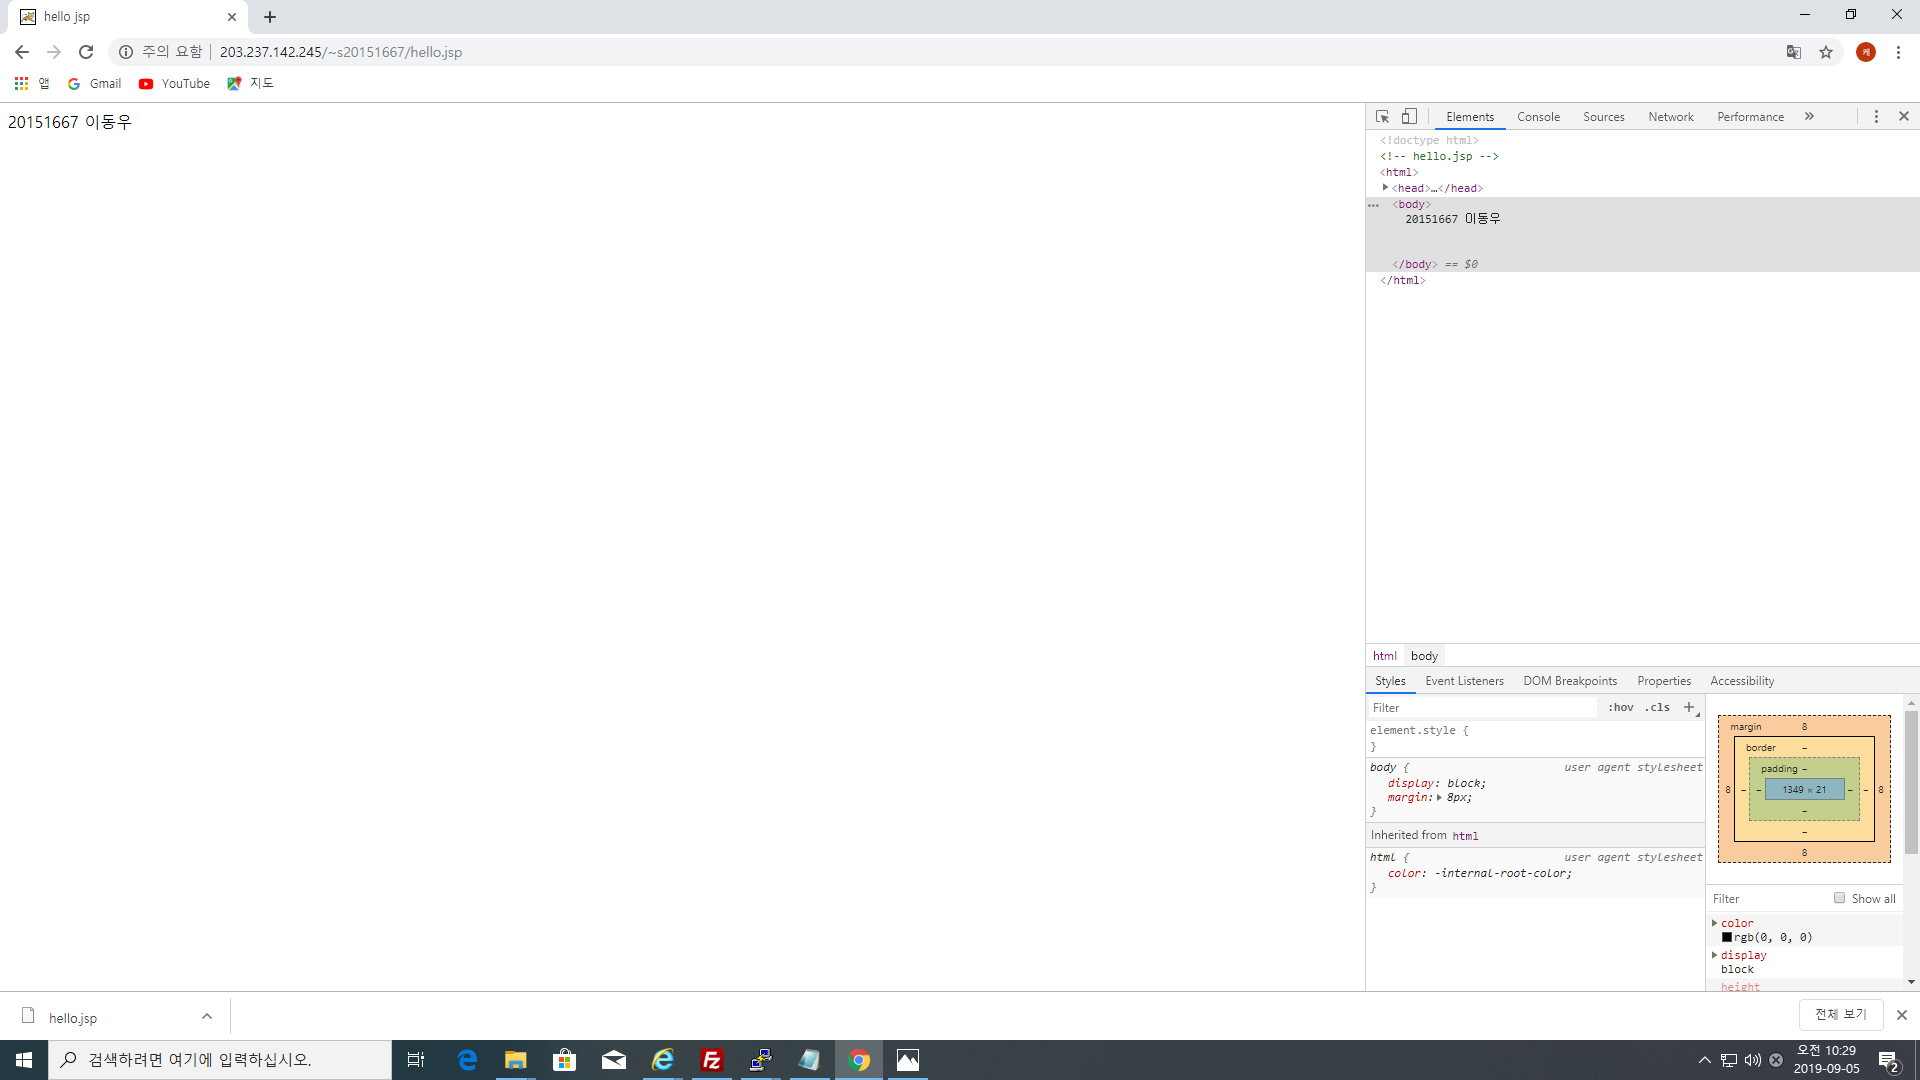 hello jsp
주의 요함 203.237.142.245/~s20151667/hello.jsp
케
앱 Gmail YouTube 지도
20151667 이동우
Elements Console Sources Network Performance »
<!doctype html>
<!-- hello.jsp -->
<html>
<head>…</head>
<body>
20151667 이동우
</body> == $0
</html>
html body
Styles Event Listeners DOM Breakpoints Properties Accessibility
Filter :hov .cls +
element.style {
}
body { user agent stylesheet
display: block;
margin: 8px;
}
Inherited from html
html { user agent stylesheet
color: -internal-root-color;
}
margin 8
border –
padding –
8 – – 1349 × 21 – – 8
–
–
8
Filter Show all
color
rgb(0, 0, 0)
display
block
height
hello.jsp
전체 보기
검색하려면 여기에 입력하십시오.
오전 10:29
2019-09-05
2